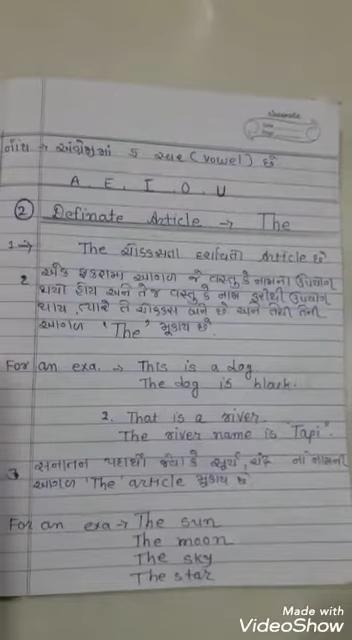 નોંધ → અંગ્રેજીમાં 5 સ્વર (vowel) છે
A . E . I . O . U
② Definate Article → The
1 → The ચોક્કસતા દર્શાવતો Article છે
2 એક ફકરામાં આગળ જે વસ્તુ કે નામનો ઉપયોગ
થયો હોય અને તે જ વસ્તુ કે નામ ફરીથી ઉપયોગ
થાય, ત્યારે તે ચોક્કસ બને છે અને તેથી તેની
આગળ 'The' મૂકાય છે.
For an exa. → This is a dog
The dog is black.
2. That is a river.
The river name is "Tapi".
3 સનાતન પદાર્થો જેવા કે સૂર્ય, ચંદ્ર ના નામની
આગળ 'The' article મૂકાય છે
For an exa → The sun
The moon
The sky
The star
Made with
VideoShow